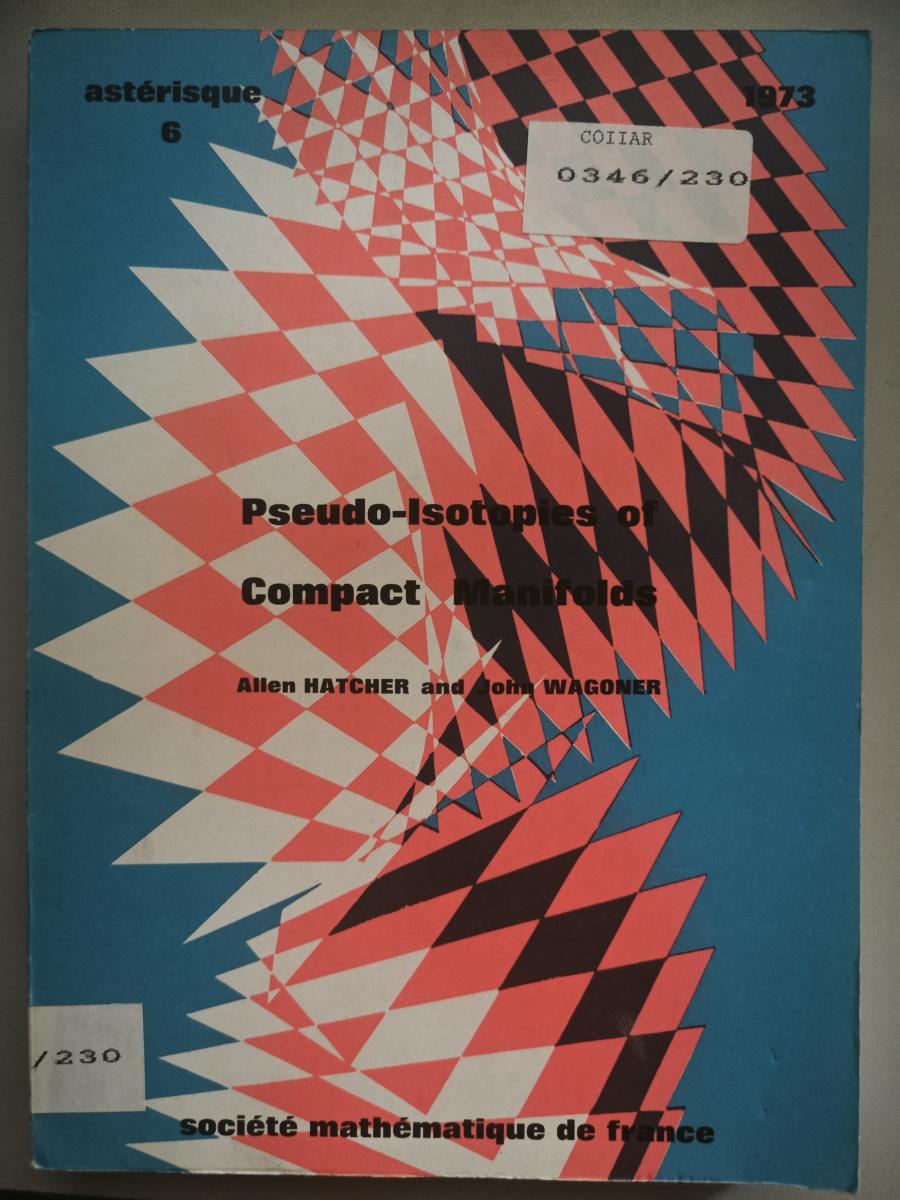 astérisque
6
1973
COIIAR
0346/230
Pseudo-Isotopies of
Compact Manifolds
Allen HATCHER and John WAGONER
/230
société mathématique de france